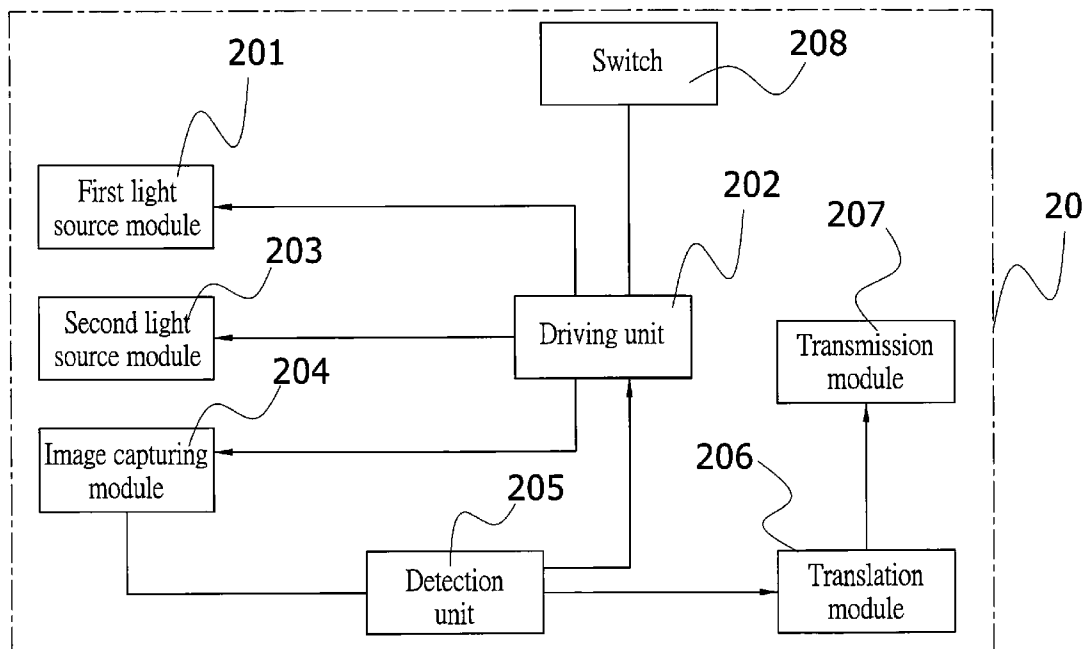 Switch
208
201
First light
source module
202
207
20
203
Second light
source module
Driving unit
Transmission
module
204
Image capturing
module
205
206
Detection
unit
Translation
module